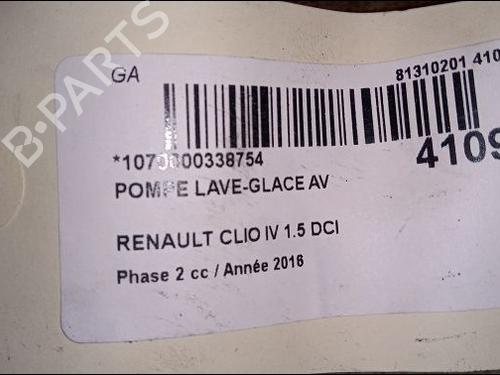 GA
81310201 410
*1070000338754
4109
POMPE LAVE-GLACE AV
RENAULT CLIO IV 1.5 DCI
Phase 2 cc / Année 2016
B-PARTS